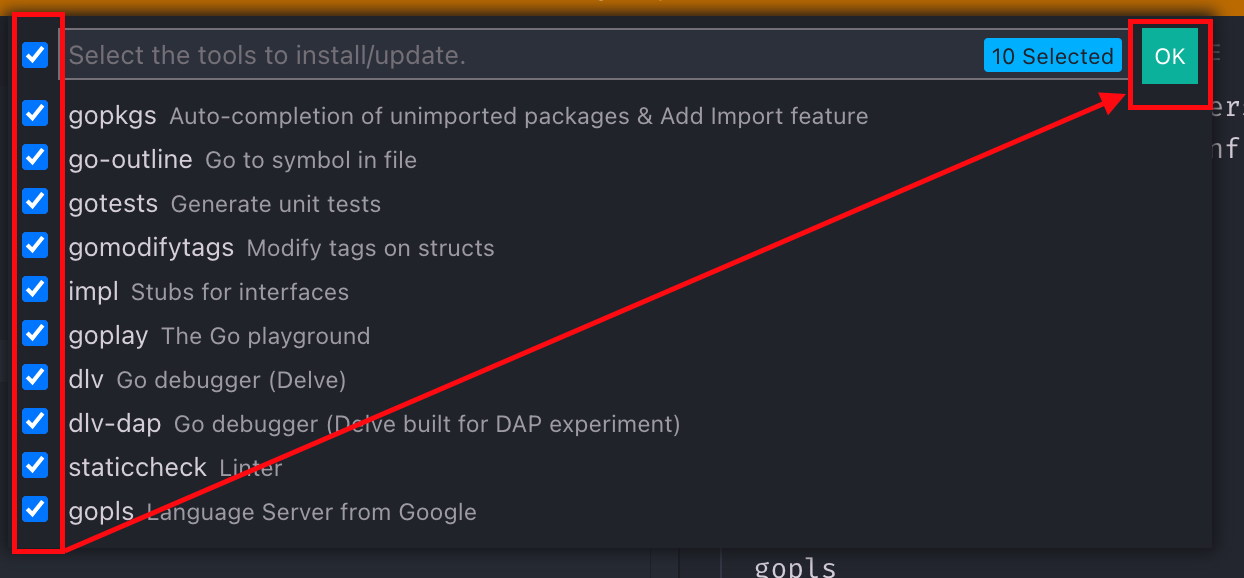 Select the tools to install/update.
10 Selected
OK
gopkgs Auto-completion of unimported packages & Add Import feature
go-outline Go to symbol in file
gotests Generate unit tests
gomodifytags Modify tags on structs
impl Stubs for interfaces
goplay The Go playground
dlv Go debugger (Delve)
dlv-dap Go debugger (Delve built for DAP experiment)
staticcheck Linter
gopls Language Server from Google
gopls